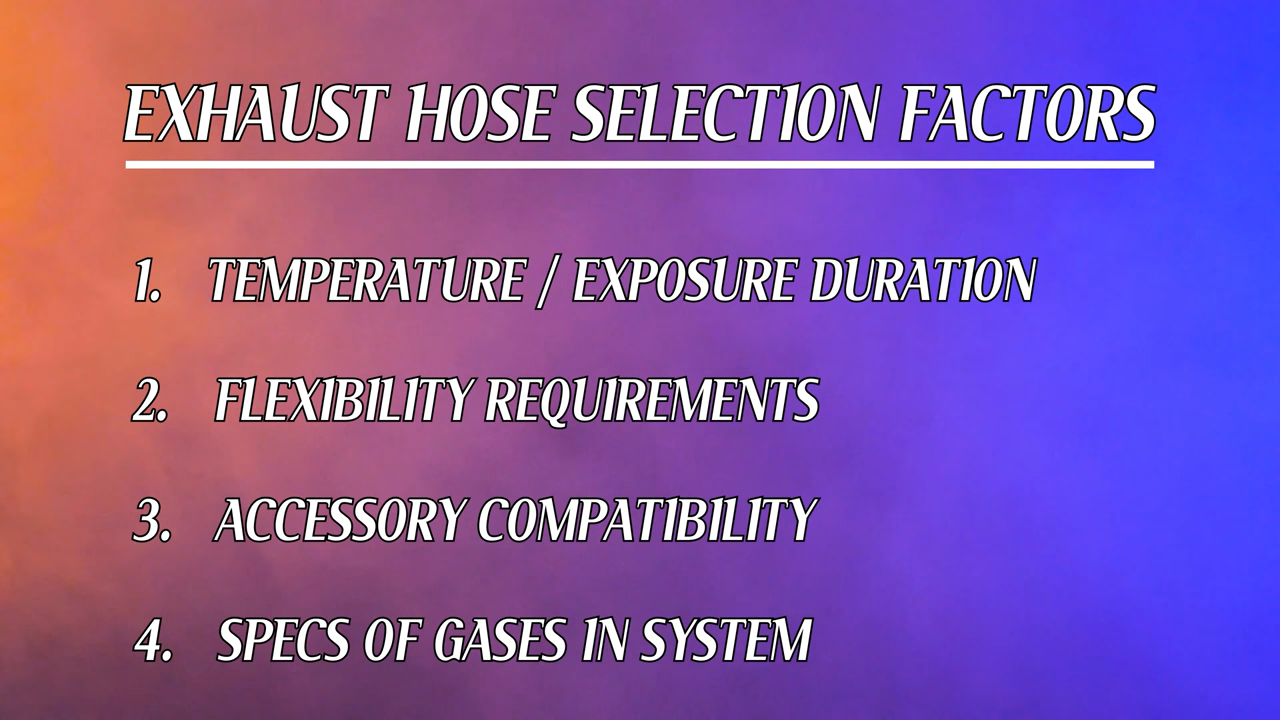 EXHAUST HOSE SELECTION FACTORS
1. TEMPERATURE / EXPOSURE DURATION
2. FLEXIBILITY REQUIREMENTS
3. ACCESSORY COMPATIBILITY
4. SPECS OF GASES IN SYSTEM